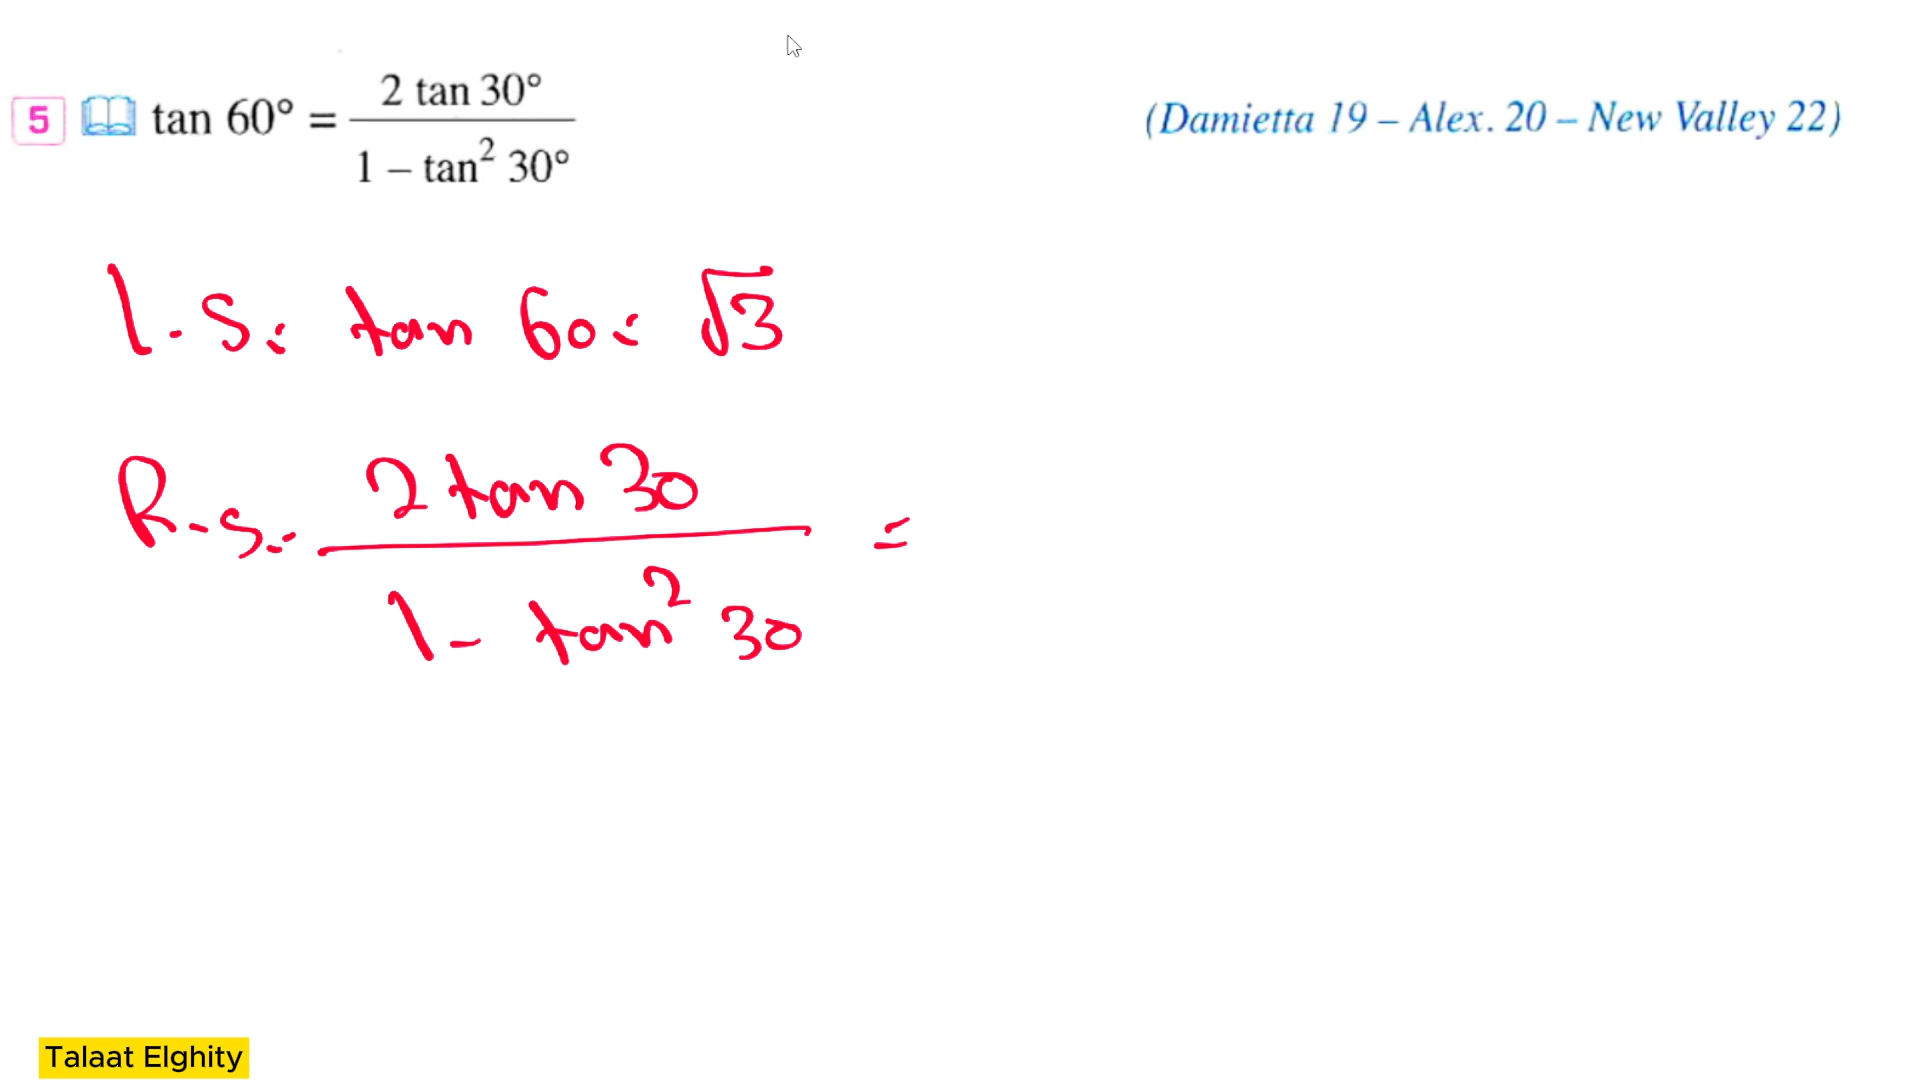 5 tan 60° = 2 tan 30° / 1 – tan² 30°
(Damietta 19 – Alex. 20 – New Valley 22)
L.S. = tan 60 = √3
R.S. = 2 tan 30 / 1 - tan² 30 =
Talaat Elghity